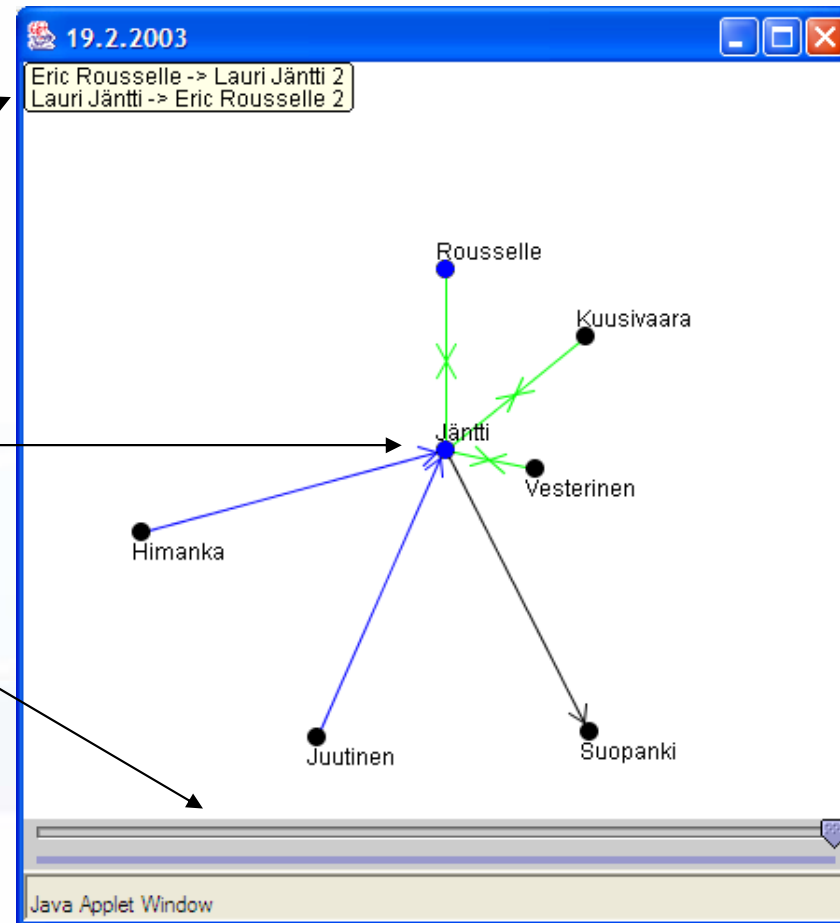 19.2.2003
Eric Rousselle -> Lauri Jäntti 2
Lauri Jäntti -> Eric Rousselle 2
Rousselle
Kuusivaara
Jäntti
Vesterinen
Himanka
Juutinen
Suopanki
Java Applet Window